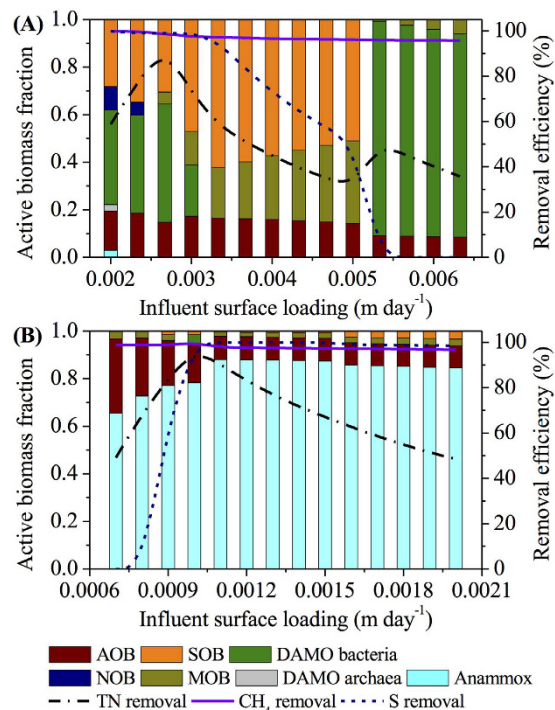 (A)
1.0
0.8
0.6
0.4
0.2
0.0
Active biomass fraction
100
80
60
40
20
0
Removal efficiency (%)
0.002 0.003 0.004 0.005 0.006
Influent surface loading (m day⁻¹)
(B)
1.0
0.8
0.6
0.4
0.2
0.0
Active biomass fraction
100
80
60
40
20
0
Removal efficiency (%)
0.0006 0.0009 0.0012 0.0015 0.0018 0.0021
Influent surface loading (m day⁻¹)
AOB SOB DAMO bacteria
NOB MOB DAMO archaea Anammox
TN removal CH₄ removal S removal